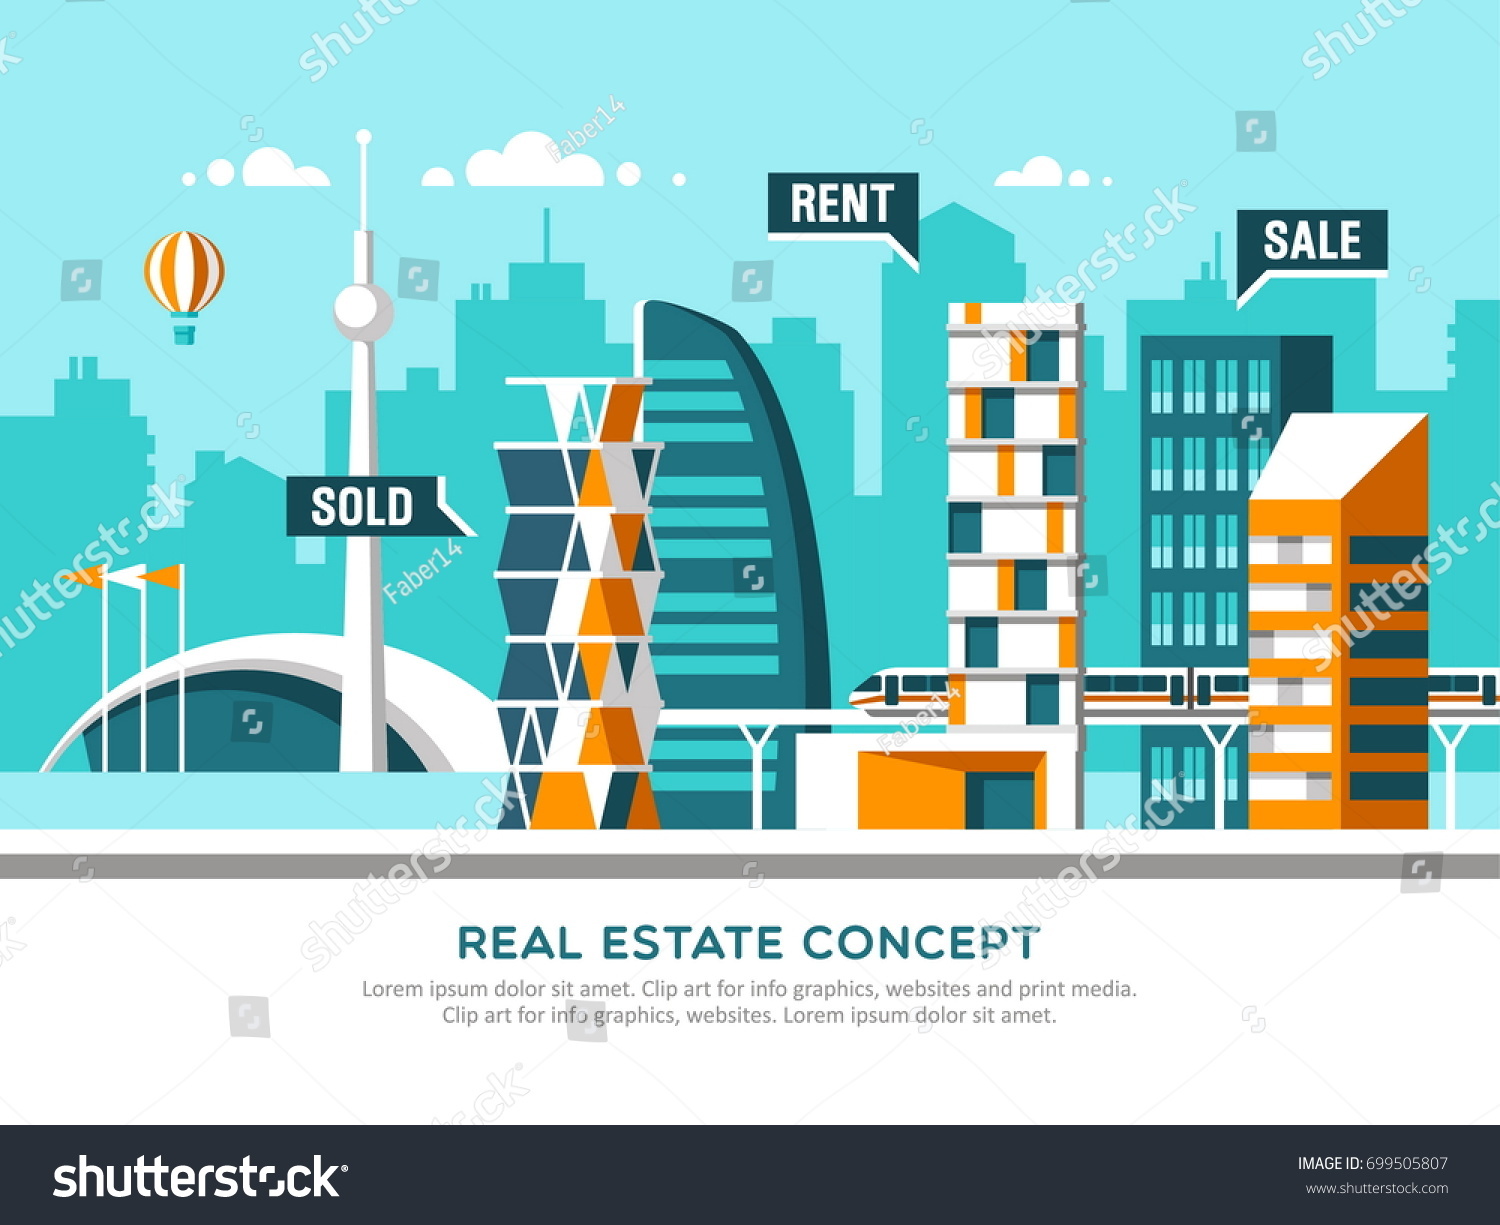 RENT
SALE
SOLD
REAL ESTATE CONCEPT
Lorem ipsum dolor sit amet. Clip art for info graphics, websites and print media.
Clip art for info graphics, websites. Lorem ipsum dolor sit amet.
shutterstock
Faber14
shutterstock
IMAGE ID: 699505807
www.shutterstock.com